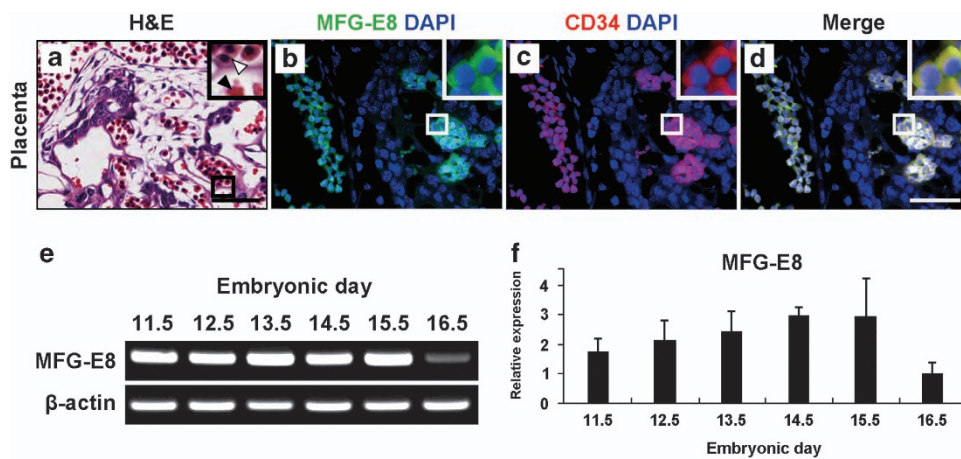 H&E
MFG-E8 DAPI
CD34 DAPI
Merge
Placenta
a
b
c
d
e
Embryonic day
11.5 12.5 13.5 14.5 15.5 16.5
MFG-E8
β-actin
f
MFG-E8
Relative expression
4
3
2
1
0
11.5 12.5 13.5 14.5 15.5 16.5
Embryonic day